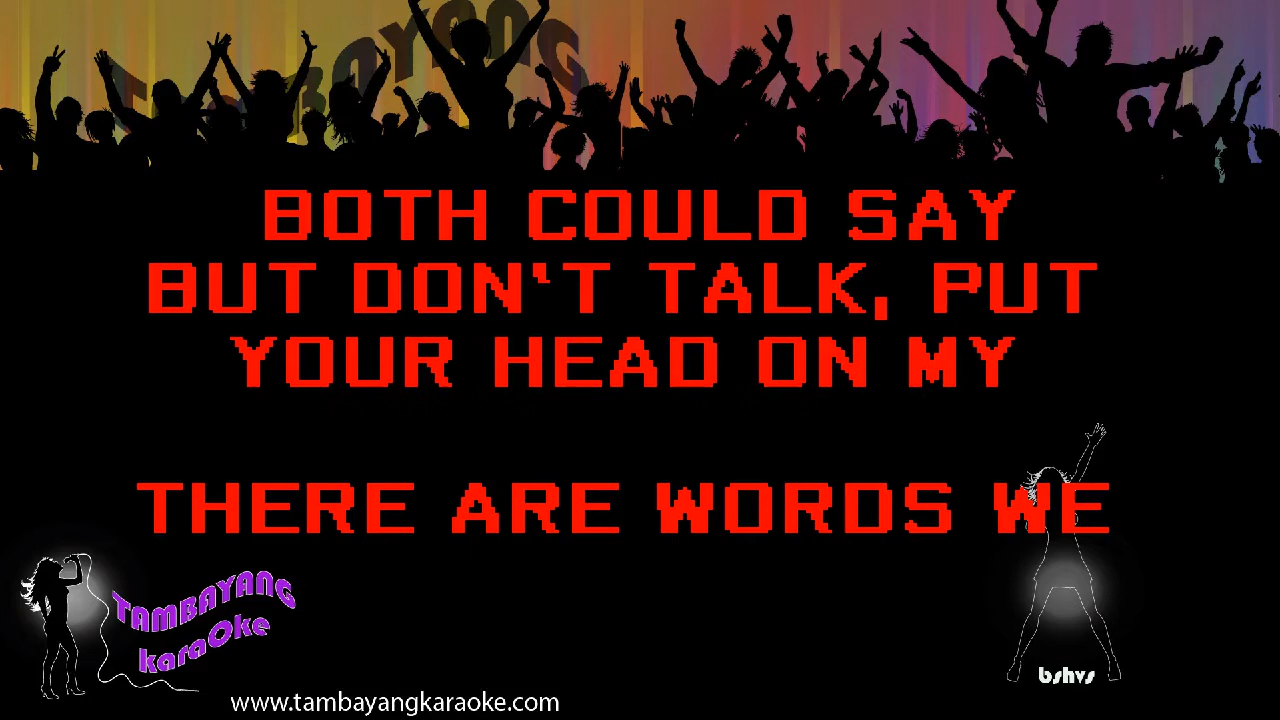 TAMBAYANG
BOTH COULD SAY
BUT DON'T TALK, PUT
YOUR HEAD ON MY
THERE ARE WORDS WE
TAMBAYANG
karaOke
bshvs
www.tambayangkaraoke.com